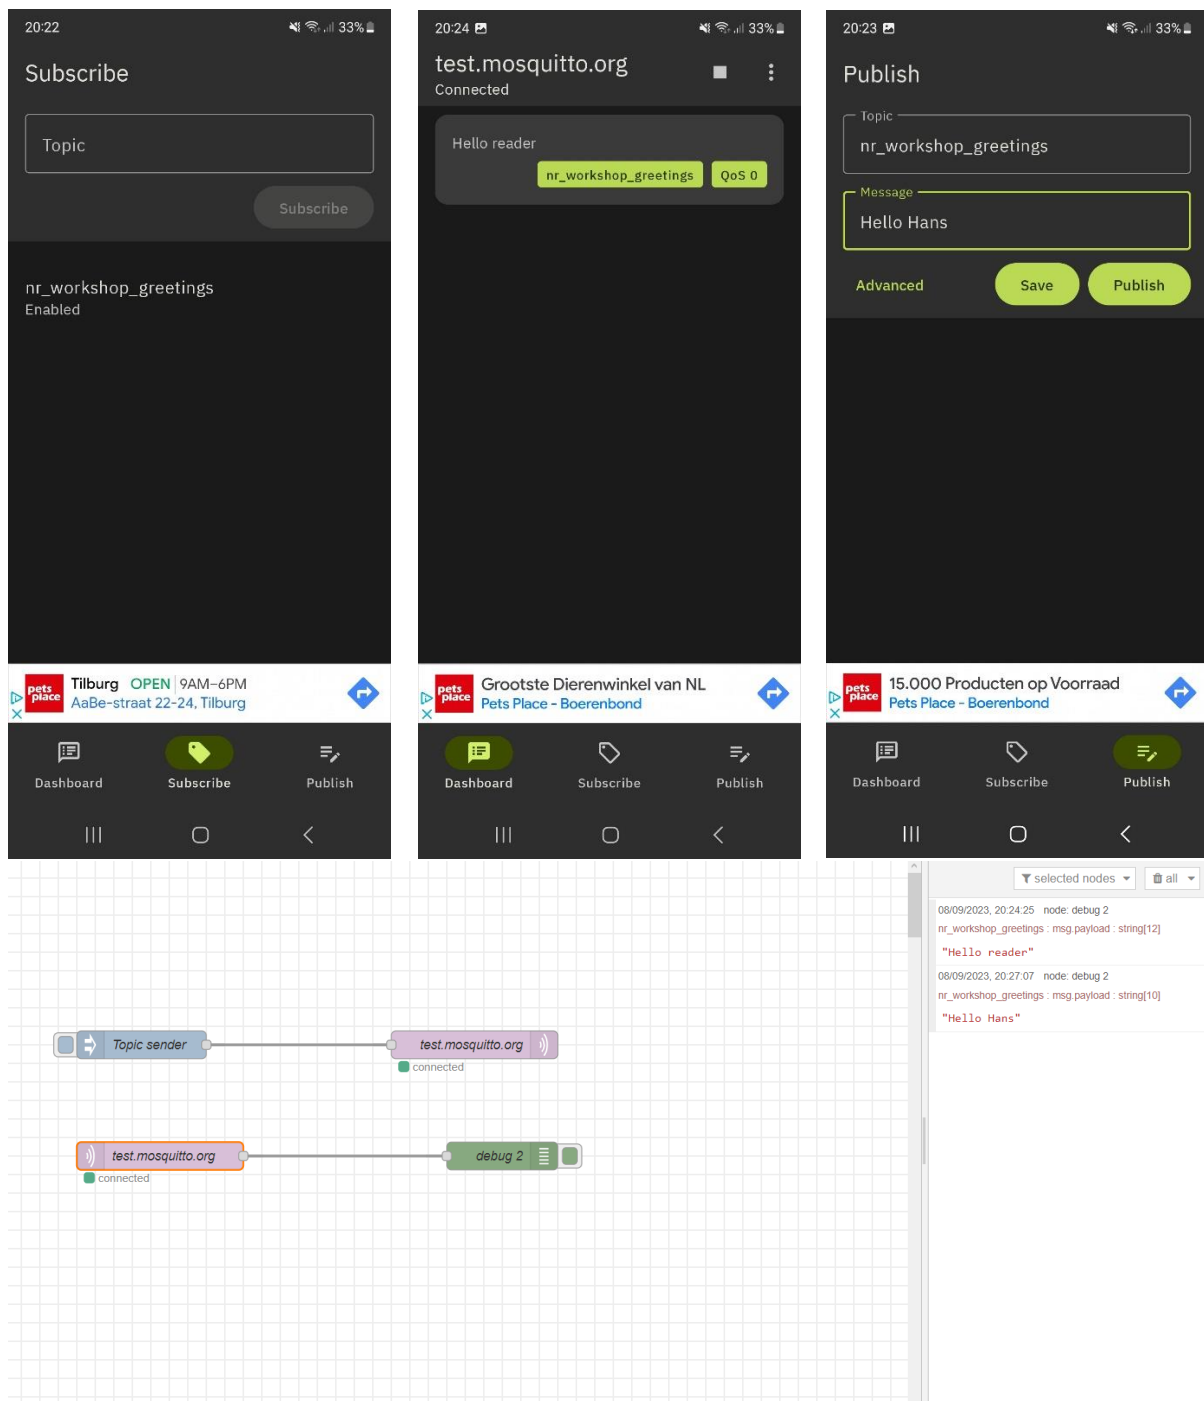 20:22
33%
Subscribe
Topic
Subscribe
nr_workshop_greetings
Enabled
pets place
Tilburg OPEN 9AM–6PM
AaBe-straat 22-24, Tilburg
Dashboard
Subscribe
Publish
20:24
33%
test.mosquitto.org
Connected
Hello reader
nr_workshop_greetings
QoS 0
pets place
Grootste Dierenwinkel van NL
Pets Place - Boerenbond
Dashboard
Subscribe
Publish
20:23
33%
Publish
Topic
nr_workshop_greetings
Message
Hello Hans
Advanced
Save
Publish
pets place
15.000 Producten op Voorraad
Pets Place - Boerenbond
Dashboard
Subscribe
Publish
Topic sender
test.mosquitto.org
connected
test.mosquitto.org
connected
debug 2
selected nodes
all
08/09/2023, 20:24:25 node: debug 2
nr_workshop_greetings : msg.payload : string[12]
"Hello reader"
08/09/2023, 20:27:07 node: debug 2
nr_workshop_greetings : msg.payload : string[10]
"Hello Hans"